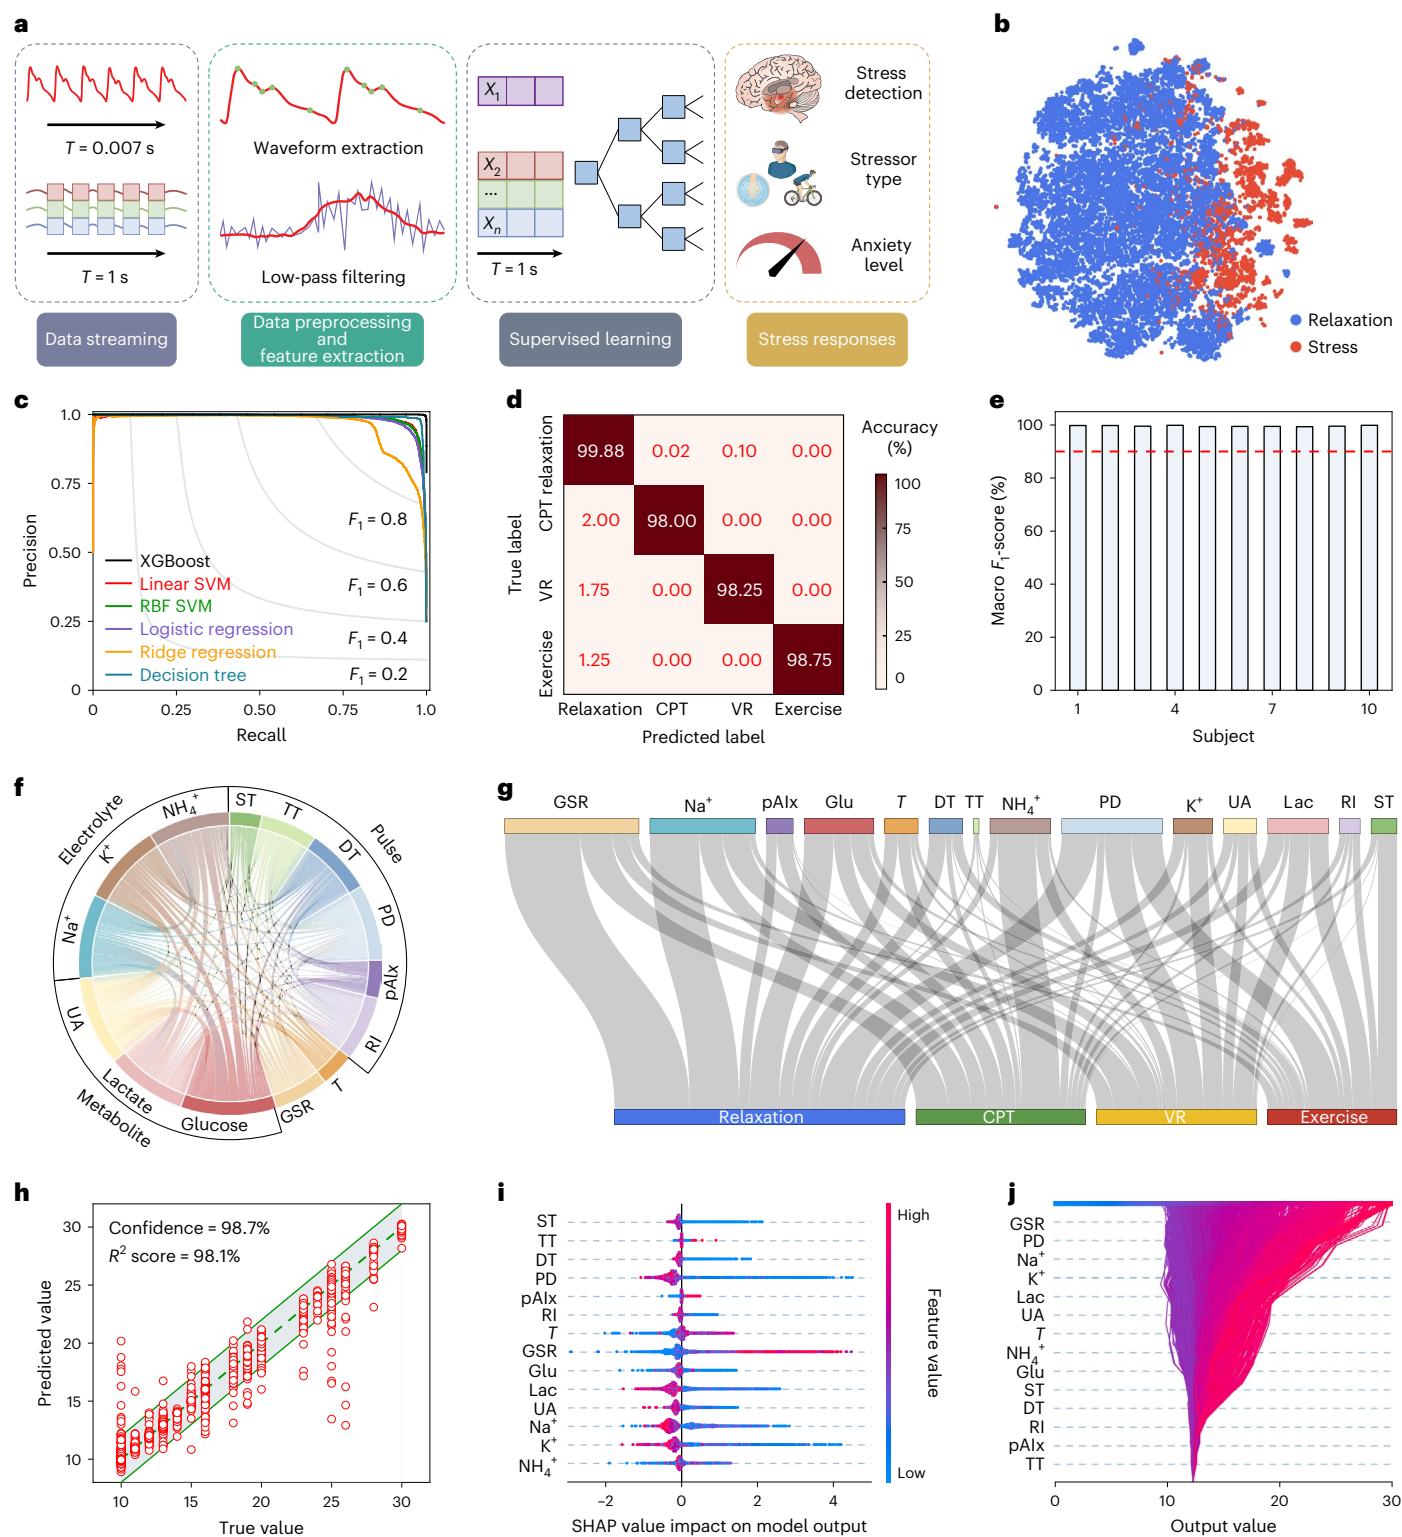 a
T = 0.007 s
T = 1 s
Data streaming
Waveform extraction
Low-pass filtering
Data preprocessing
and
feature extraction
X1
X2
...
Xn
T = 1 s
Supervised learning
Stress
detection
Stressor
type
Anxiety
level
Stress responses
b
Relaxation
Stress
c
Precision
1.0
0.75
0.50
0.25
0
F1 = 0.8
F1 = 0.6
F1 = 0.4
F1 = 0.2
XGBoost
Linear SVM
RBF SVM
Logistic regression
Ridge regression
Decision tree
0 0.25 0.50 0.75 1.0
Recall
d
True label
CPT relaxation
VR
Exercise
99.88 0.02 0.10 0.00
2.00 98.00 0.00 0.00
1.75 0.00 98.25 0.00
1.25 0.00 0.00 98.75
Relaxation CPT VR Exercise
Predicted label
Accuracy
(%)
100
75
50
25
0
e
Macro F1-score (%)
100
80
60
40
20
0
1 4 7 10
Subject
f
Electrolyte
Pulse
Metabolite
NH4+
ST
TT
DT
PD
pAIx
RI
T
GSR
Glucose
Lactate
UA
Na+
K+
g
GSR Na+ pAIx Glu T DT TT NH4+ PD K+ UA Lac RI ST
Relaxation CPT VR Exercise
h
Predicted value
Confidence = 98.7%
R2 score = 98.1%
30
25
20
15
10
10 15 20 25 30
True value
i
ST
TT
DT
PD
pAIx
RI
T
GSR
Glu
Lac
UA
Na+
K+
NH4+
−2 0 2 4
SHAP value impact on model output
High
Feature value
Low
j
GSR
PD
Na+
K+
Lac
UA
T
NH4+
Glu
ST
DT
RI
pAIx
TT
0 10 20 30
Output value